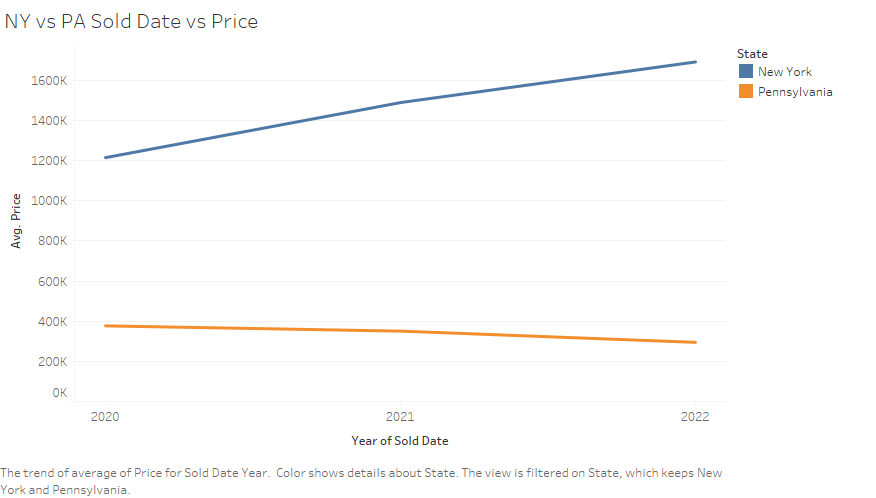 NY vs PA Sold Date vs Price
State
New York
Pennsylvania
1600K
1400K
1200K
1000K
800K
600K
400K
200K
0K
Avg. Price
2020 2021 2022
Year of Sold Date
The trend of average of Price for Sold Date Year. Color shows details about State. The view is filtered on State, which keeps New
York and Pennsylvania.